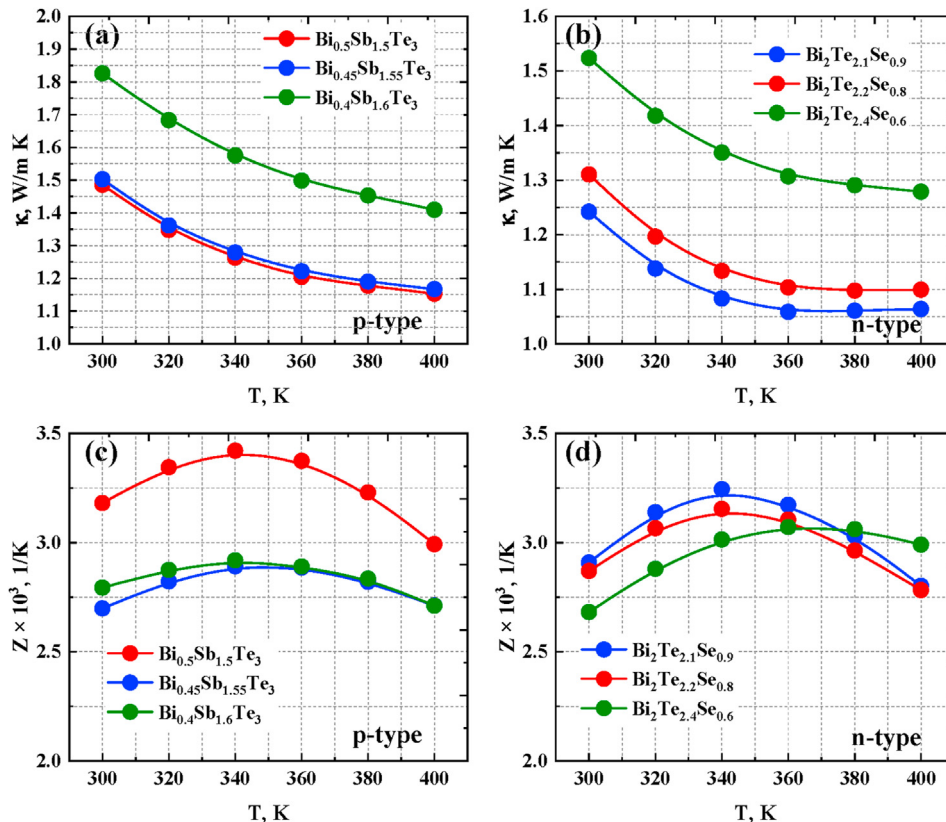 (a)
Bi0.5Sb1.5Te3
Bi0.45Sb1.55Te3
Bi0.4Sb1.6Te3
2.0
1.9
1.8
1.7
1.6
1.5
1.4
1.3
1.2
1.1
1.0
κ, W/m K
p-type
300 320 340 360 380 400
T, K
(b)
Bi2Te2.1Se0.9
Bi2Te2.2Se0.8
Bi2Te2.4Se0.6
1.6
1.5
1.4
1.3
1.2
1.1
1.0
κ, W/m K
n-type
300 320 340 360 380 400
T, K
(c)
3.5
3.0
2.5
2.0
Z × 10³, 1/K
Bi0.5Sb1.5Te3
Bi0.45Sb1.55Te3
Bi0.4Sb1.6Te3
p-type
300 320 340 360 380 400
T, K
(d)
3.5
3.0
2.5
2.0
Z × 10³, 1/K
Bi2Te2.1Se0.9
Bi2Te2.2Se0.8
Bi2Te2.4Se0.6
n-type
300 320 340 360 380 400
T, K